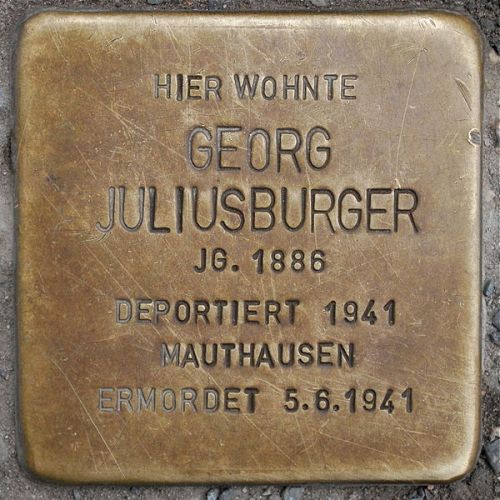 HIER WOHNTE
GEORG
JULIUSBURGER
JG. 1886
DEPORTIERT 1941
MAUTHAUSEN
ERMORDET 5.6.1941